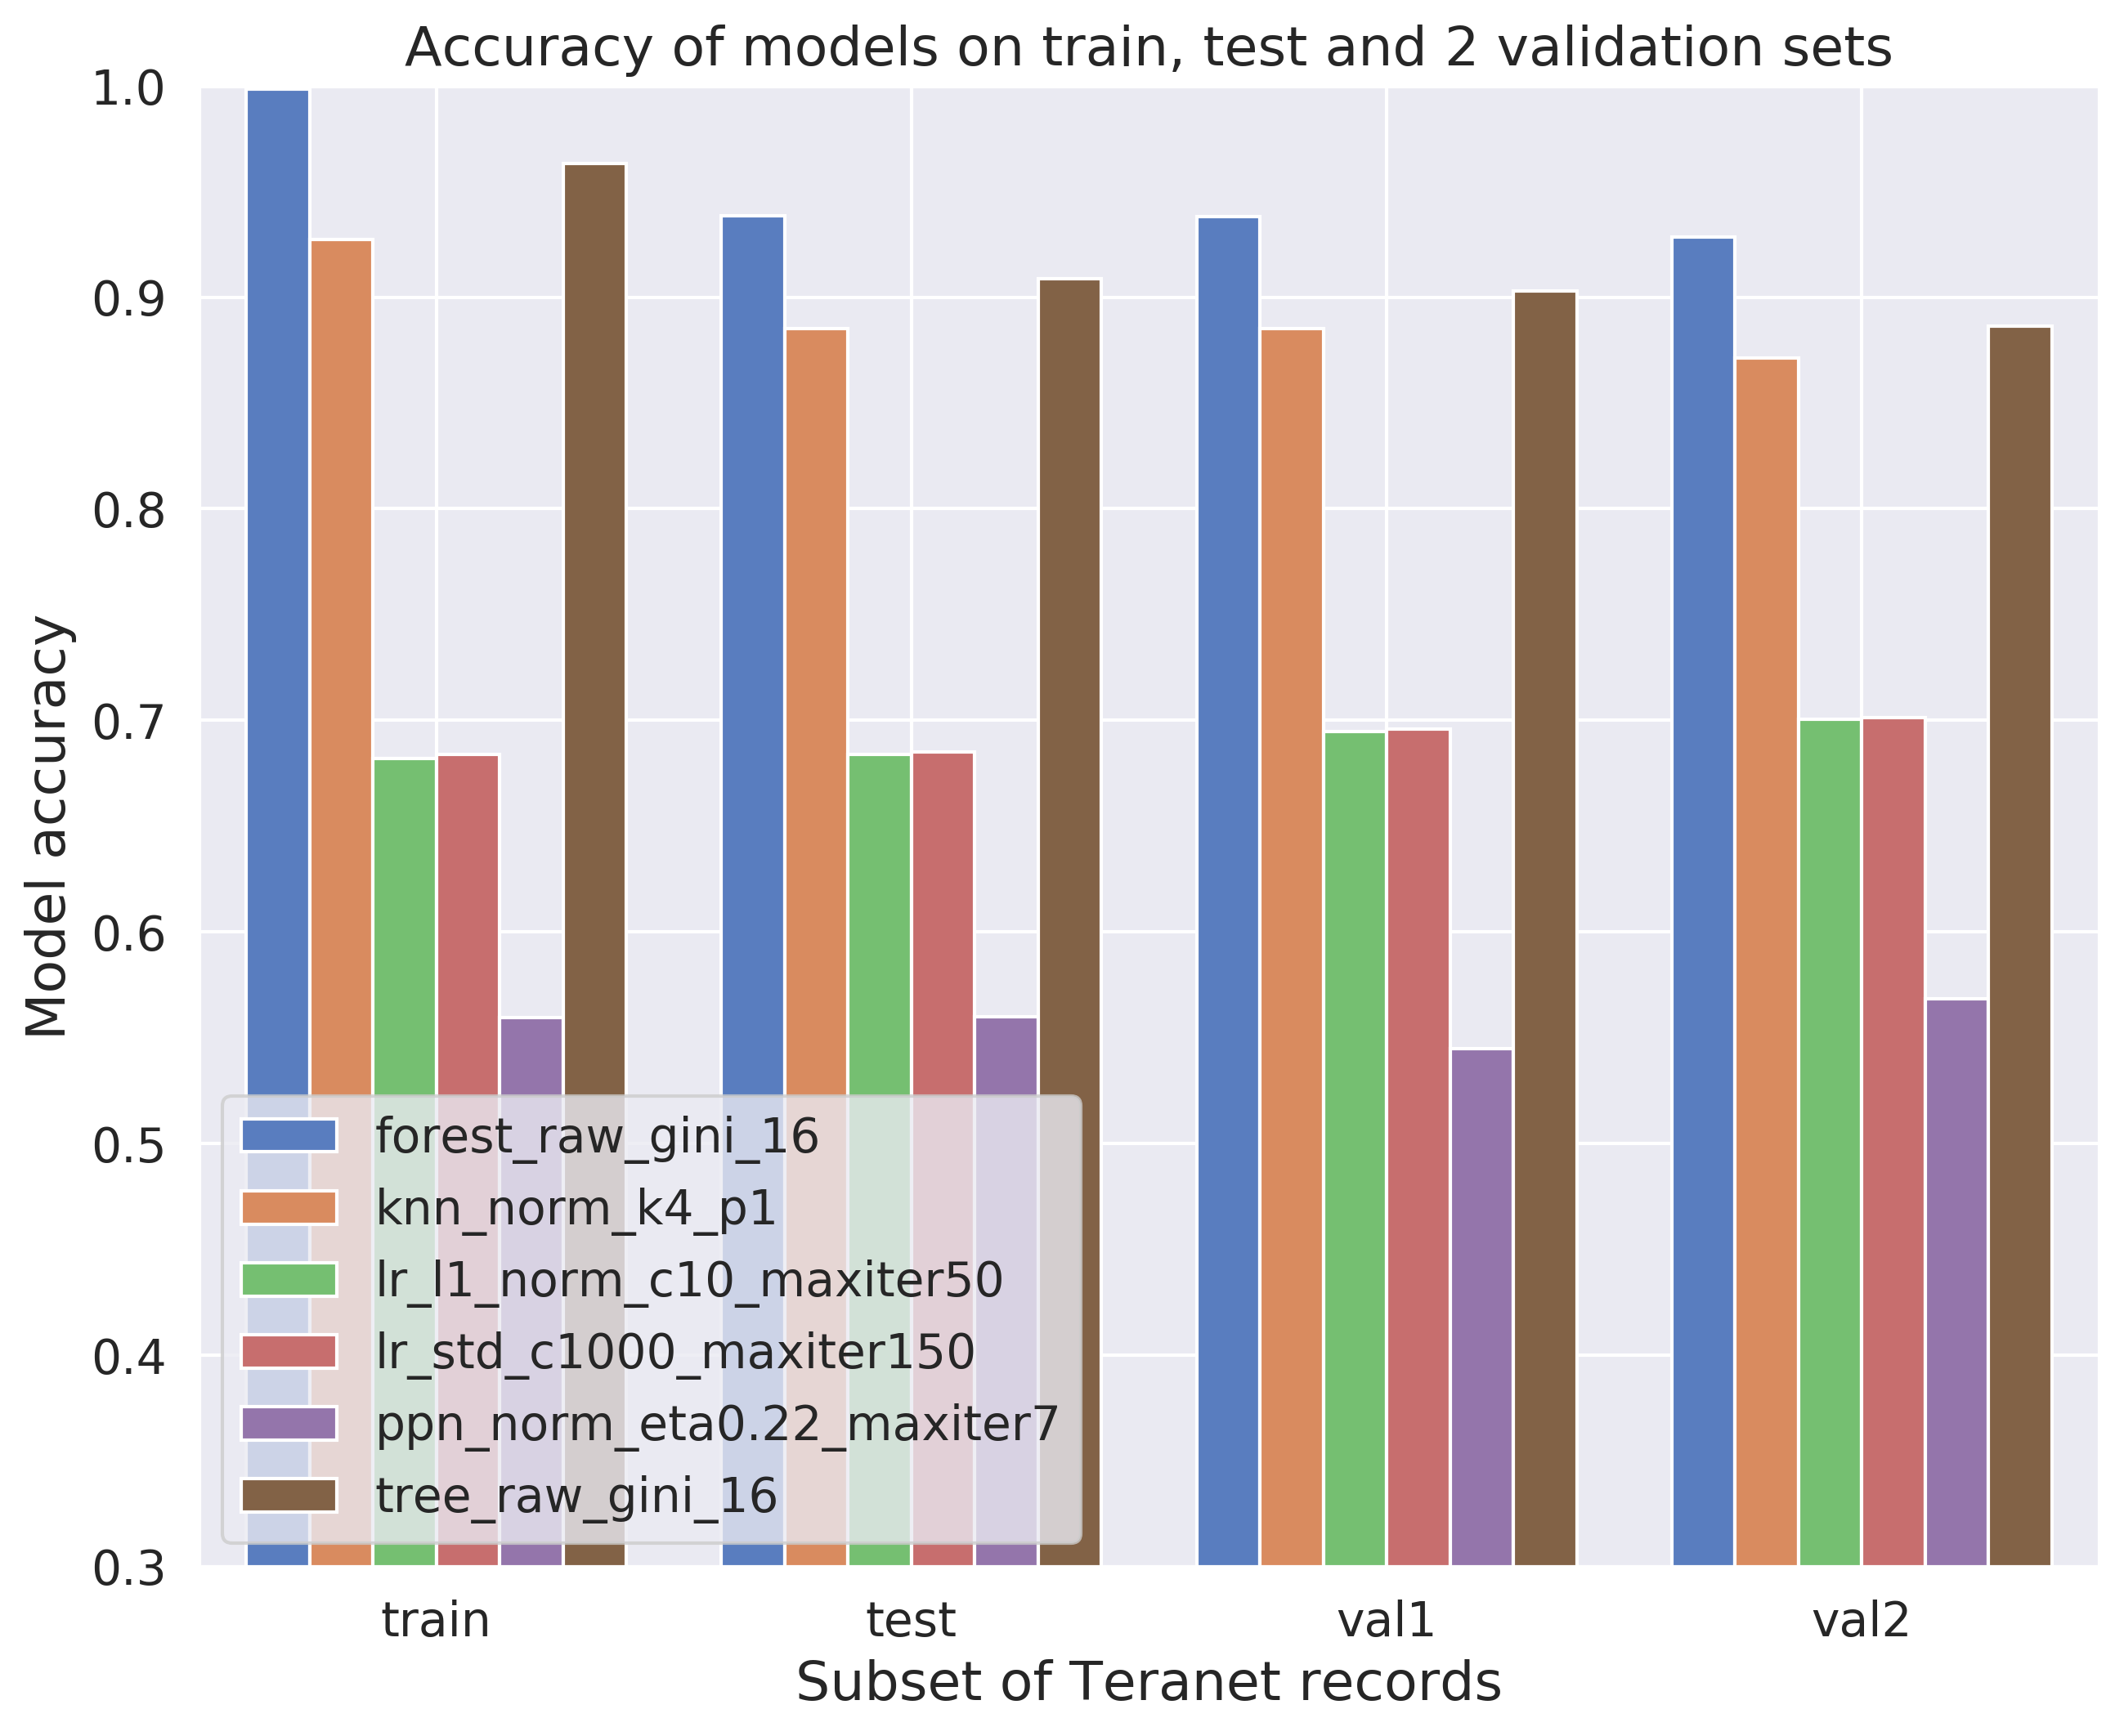 Accuracy of models on train, test and 2 validation sets
1.0
0.9
0.8
0.7
0.6
0.5
0.4
0.3
Model accuracy
forest_raw_gini_16
knn_norm_k4_p1
lr_l1_norm_c10_maxiter50
lr_std_c1000_maxiter150
ppn_norm_eta0.22_maxiter7
tree_raw_gini_16
train test val1 val2
Subset of Teranet records